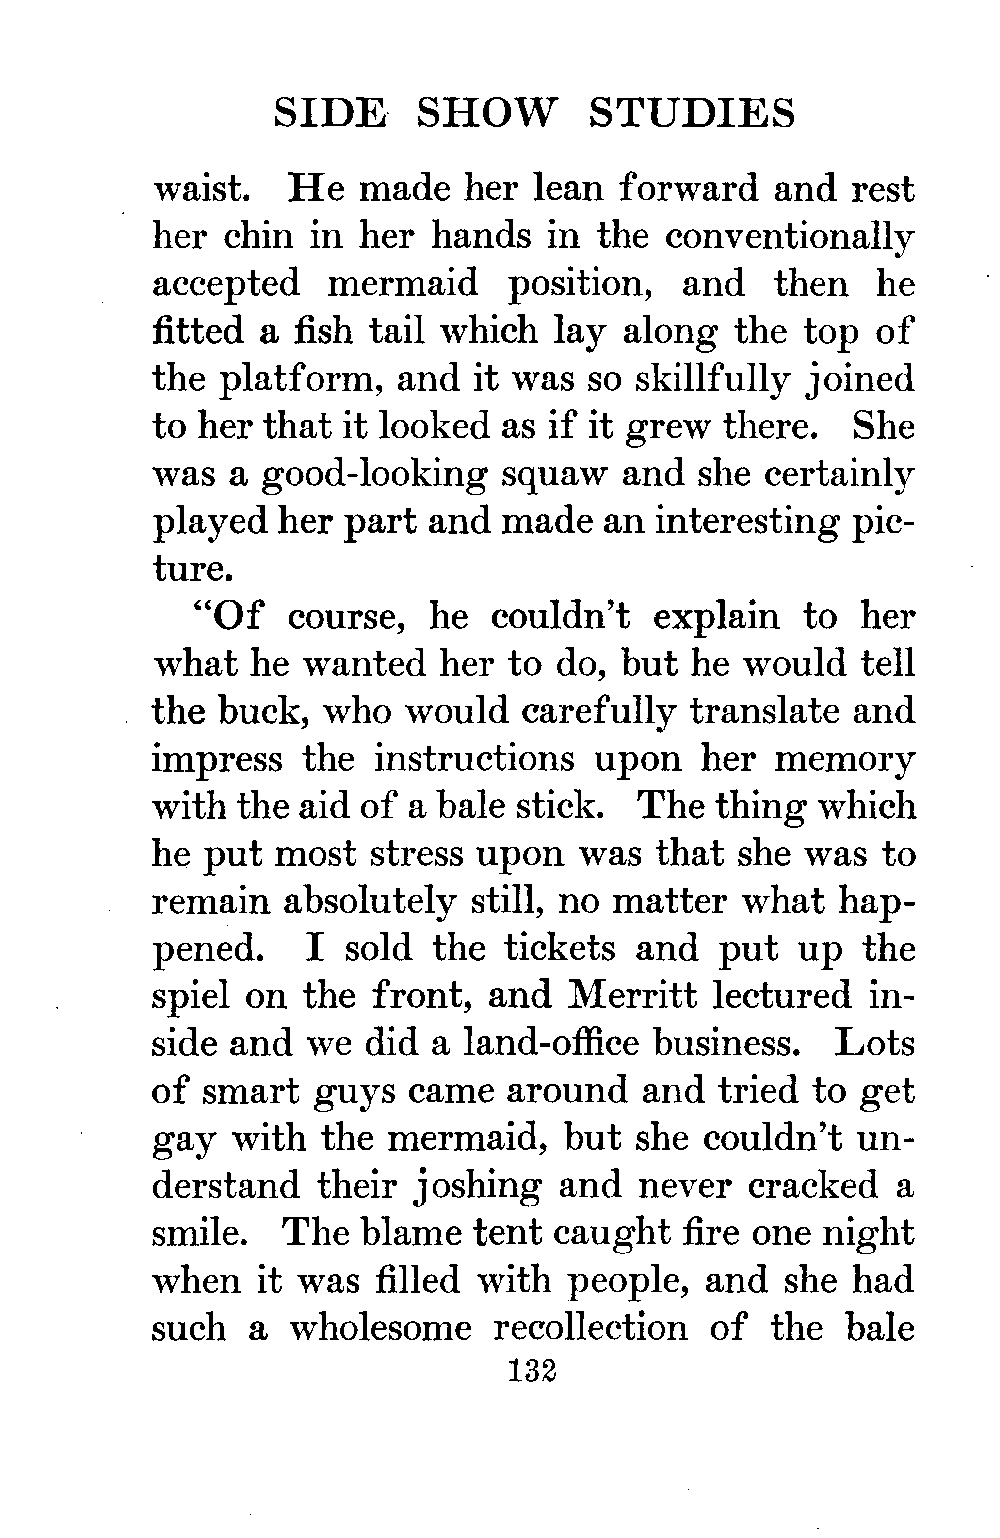 SIDE SHOW STUDIES
waist. He made her lean forward and rest
her chin in her hands in the conventionally
accepted mermaid position, and then he
fitted a fish tail which lay along the top of
the platform, and it was so skillfully joined
to her that it looked as if it grew there. She
was a good-looking squaw and she certainly
played her part and made an interesting pic-
ture.
“Of course, he couldn’t explain to her
what he wanted her to do, but he would tell
the buck, who would carefully translate and
impress the instructions upon her memory
with the aid of a bale stick. The thing which
he put most stress upon was that she was to
remain absolutely still, no matter what hap-
pened. I sold the tickets and put up the
spiel on the front, and Merritt lectured in-
side and we did a land-office business. Lots
of smart guys came around and tried to get
gay with the mermaid, but she couldn’t un-
derstand their joshing and never cracked a
smile. The blame tent caught fire one night
when it was filled with people, and she had
such a wholesome recollection of the bale
132